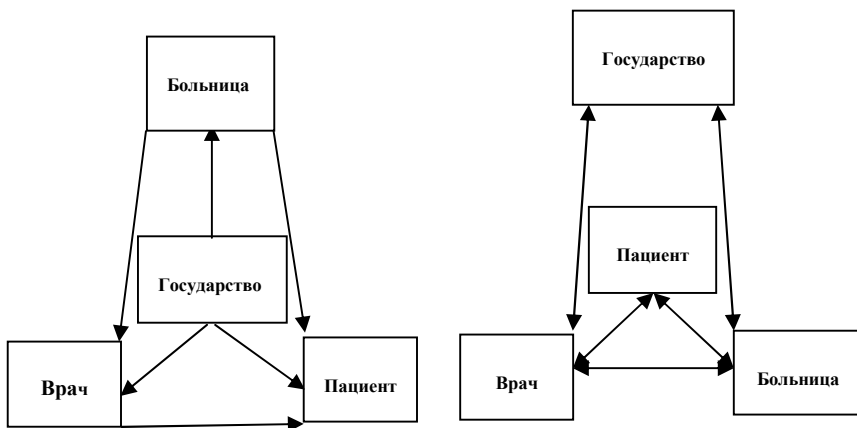 Больница
Государство
Врач
Пациент
Государство
Пациент
Врач
Больница